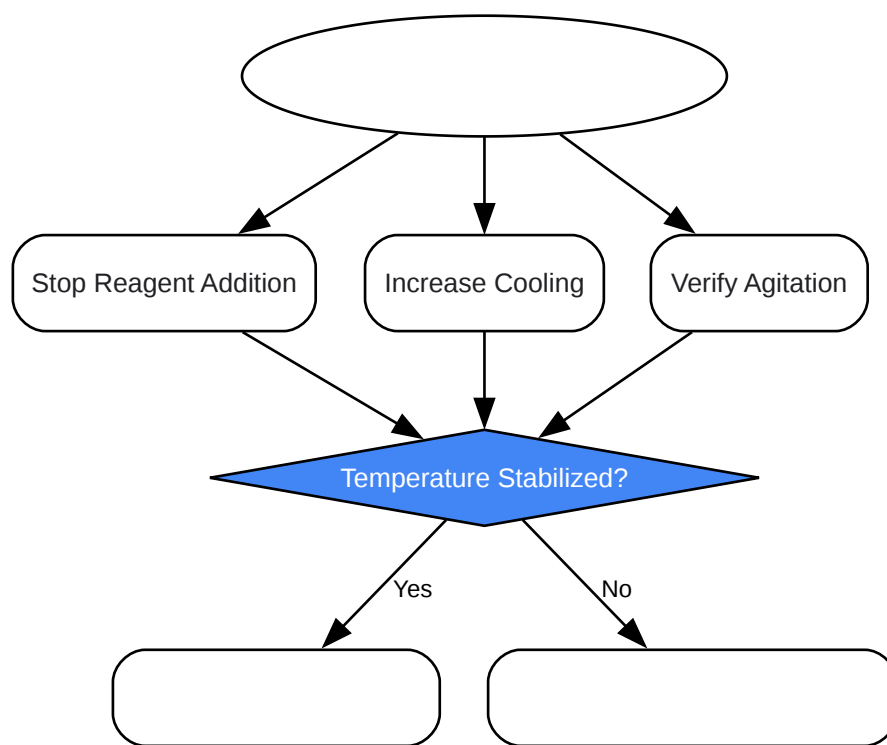 Stop Reagent Addition
Increase Cooling
Verify Agitation
Temperature Stabilized?
Yes
No